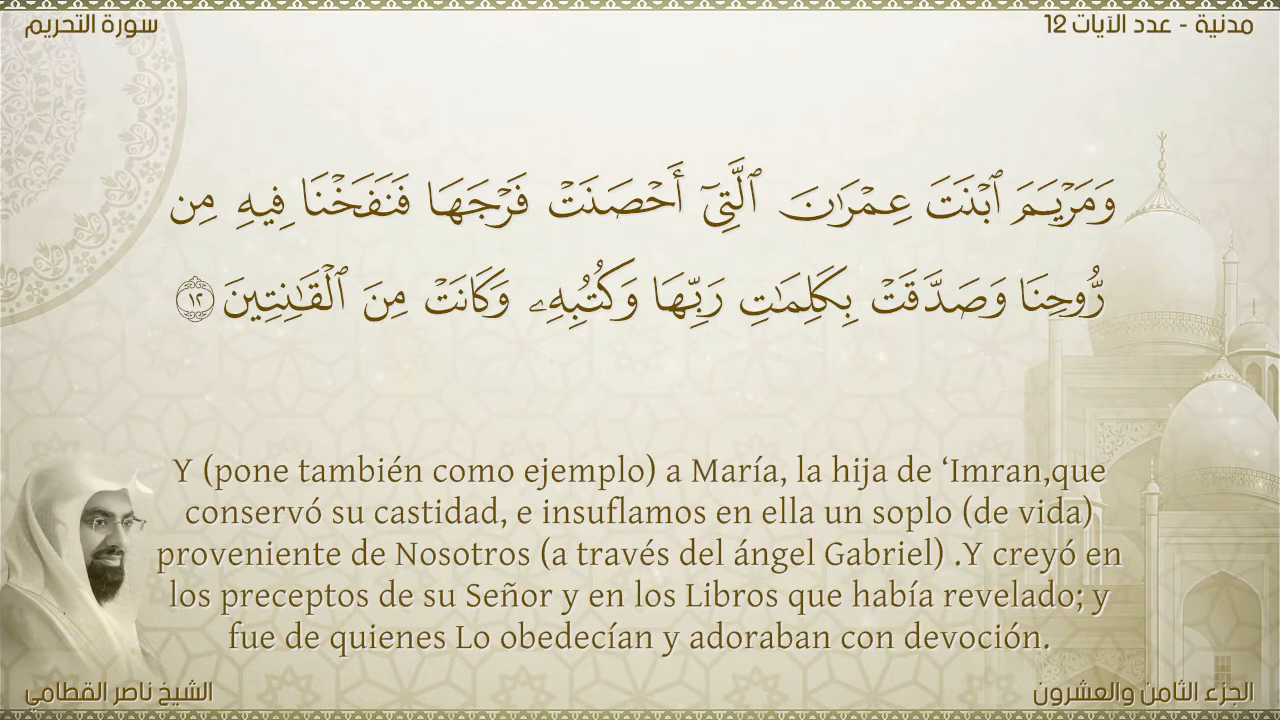 سورة التحريم
مدنية - عدد الآيات 12
وَمَرْيَمَ ٱبْنَتَ عِمْرَٰنَ ٱلَّتِىٓ أَحْصَنَتْ فَرْجَهَا فَنَفَخْنَا فِيهِ مِن
رُّوحِنَا وَصَدَّقَتْ بِكَلِمَٰتِ رَبِّهَا وَكُتُبِهِۦ وَكَانَتْ مِنَ ٱلْقَٰنِتِينَ ١٢
Y (pone también como ejemplo) a María, la hija de ‘Imran,que
conservó su castidad, e insuflamos en ella un soplo (de vida)
proveniente de Nosotros (a través del ángel Gabriel) .Y creyó en
los preceptos de su Señor y en los Libros que había revelado; y
fue de quienes Lo obedecían y adoraban con devoción.
الشيخ ناصر القطامي
الجزء الثامن والعشرون